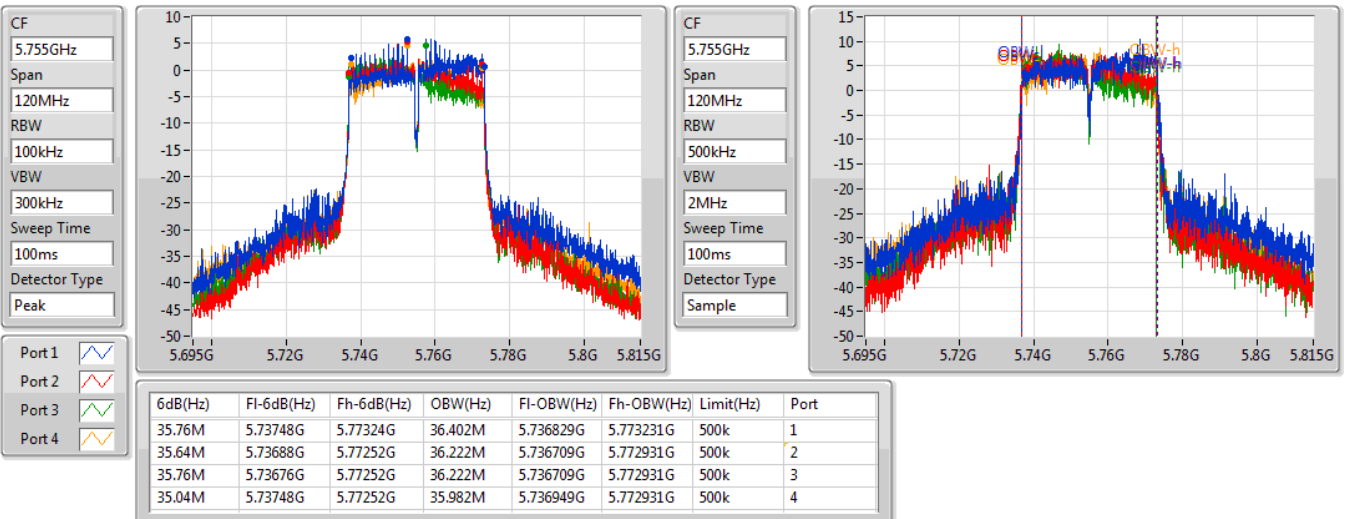 CF
5.755GHz
Span
120MHz
RBW
100kHz
VBW
300kHz
Sweep Time
100ms
Detector Type
Peak
10
5
0
-5
-10
-15
-20
-25
-30
-35
-40
-45
-50
5.695G 5.72G 5.74G 5.76G 5.78G 5.8G 5.815G
CF
5.755GHz
Span
120MHz
RBW
500kHz
VBW
2MHz
Sweep Time
100ms
Detector Type
Sample
15
10
5
0
-5
-10
-15
-20
-25
-30
-35
-40
-45
-50
OBW-h
5.695G 5.72G 5.74G 5.76G 5.78G 5.8G 5.815G
Port 1
Port 2
Port 3
Port 4
6dB(Hz) Fl-6dB(Hz) Fh-6dB(Hz) OBW(Hz) Fl-OBW(Hz) Fh-OBW(Hz) Limit(Hz) Port
35.76M 5.73748G 5.77324G 36.402M 5.736829G 5.773231G 500k 1
35.64M 5.73688G 5.77252G 36.222M 5.736709G 5.772931G 500k 2
35.76M 5.73676G 5.77252G 36.222M 5.736709G 5.772931G 500k 3
35.04M 5.73748G 5.77252G 35.982M 5.736949G 5.772931G 500k 4